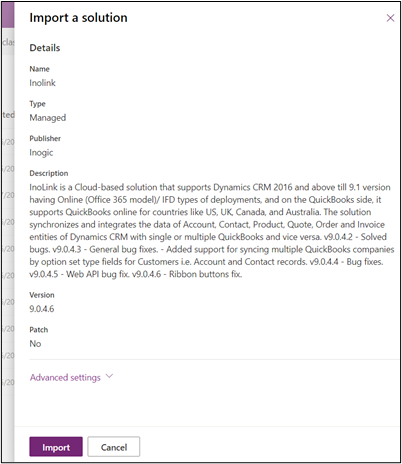 Import a solution
clas
Details
Name
Inolink
ted
Type
Managed
Publisher
Inogic
Description
InoLink is a Cloud-based solution that supports Dynamics CRM 2016 and above till 9.1 version
having Online (Office 365 model)/ IFD types of deployments, and on the QuickBooks side, it
supports QuickBooks online for countries like US, UK, Canada, and Australia. The solution
synchronizes and integrates the data of Account, Contact, Product, Quote, Order and Invoice
entities of Dynamics CRM with single or multiple QuickBooks and vice versa. v9.0.4.2 - Solved
bugs. v9.0.4.3 - General bug fixes. - Added support for syncing multiple QuickBooks companies
by option set type fields for Customers i.e. Account and Contact records. v9.0.4.4 - Bug fixes.
v9.0.4.5 - Web API bug fix. v9.0.4.6 - Ribbon buttons fix.
Version
9.0.4.6
Patch
No
Advanced settings
Import
Cancel